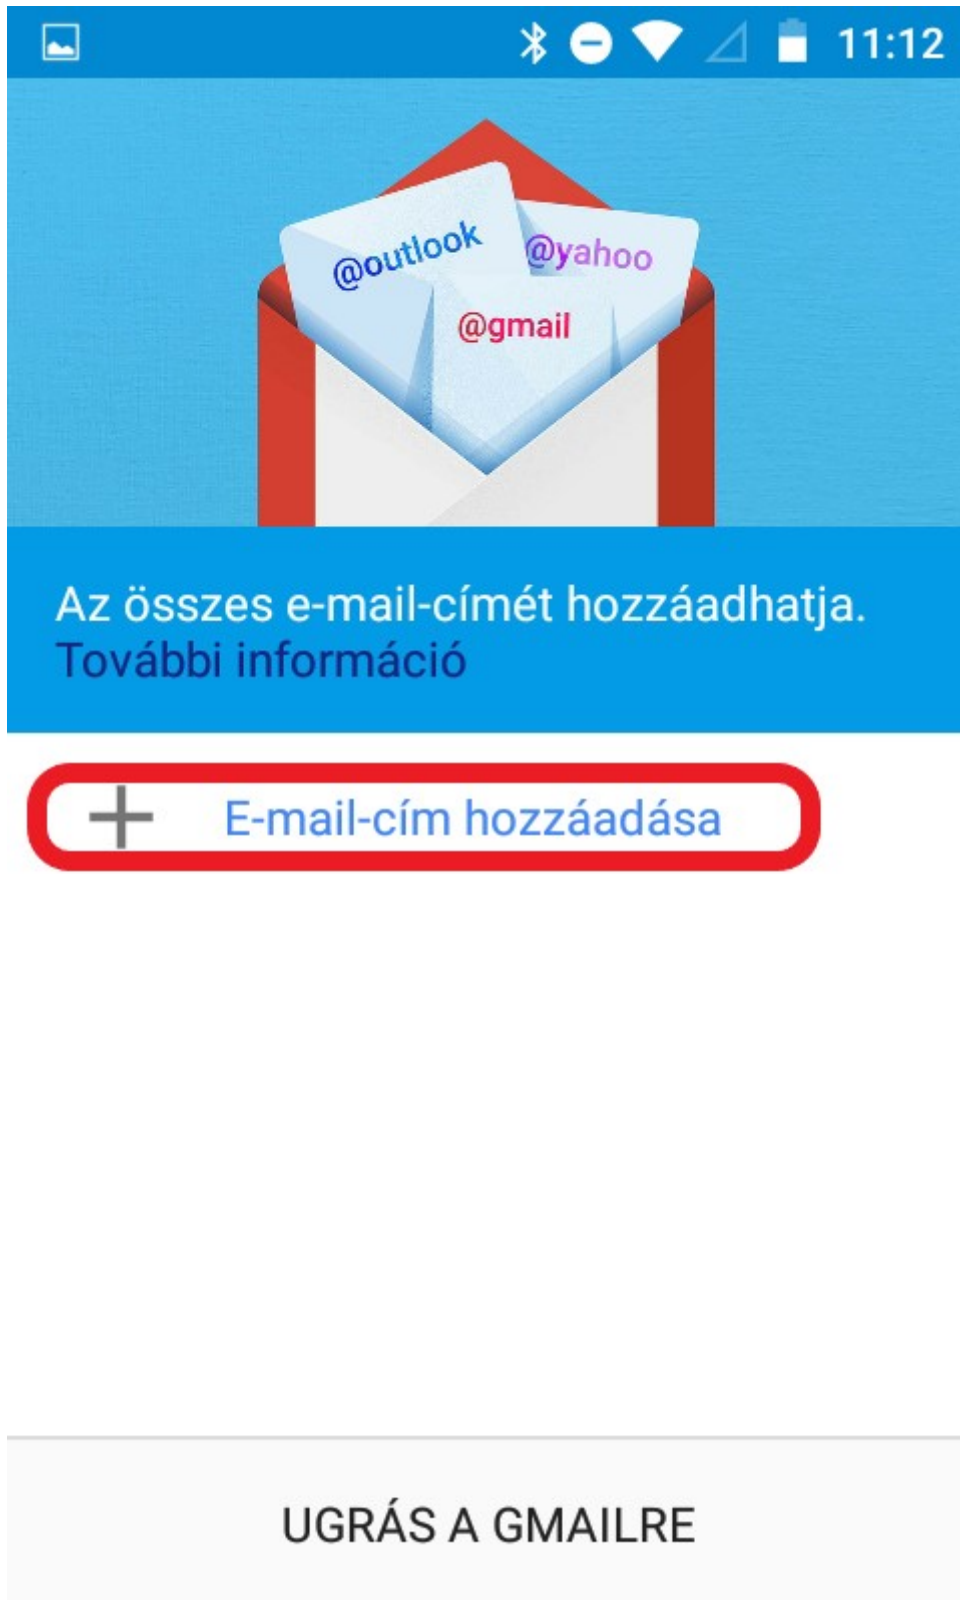 11:12
@outlook
@yahoo
@gmail
Az összes e-mail-címét hozzáadhatja.
További információ
E-mail-cím hozzáadása
UGRÁS A GMAILRE